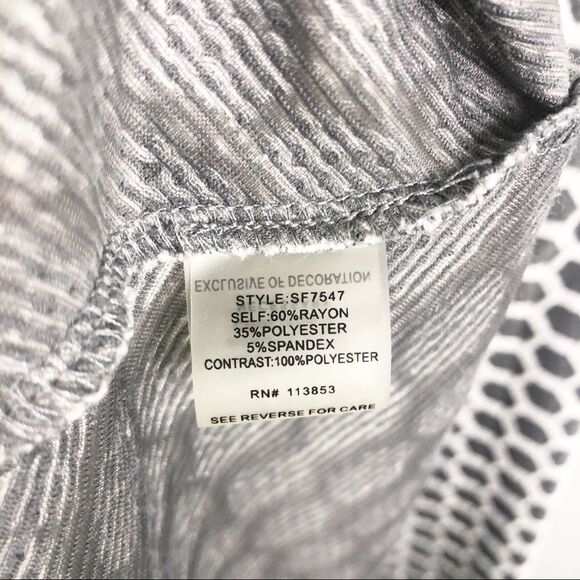 EXCLUSIVE OF DECORATION
STYLE:SF7547
SELF:60%RAYON
35%POLYESTER
5%SPANDEX
CONTRAST:100%POLYESTER
RN# 113853
SEE REVERSE FOR CARE